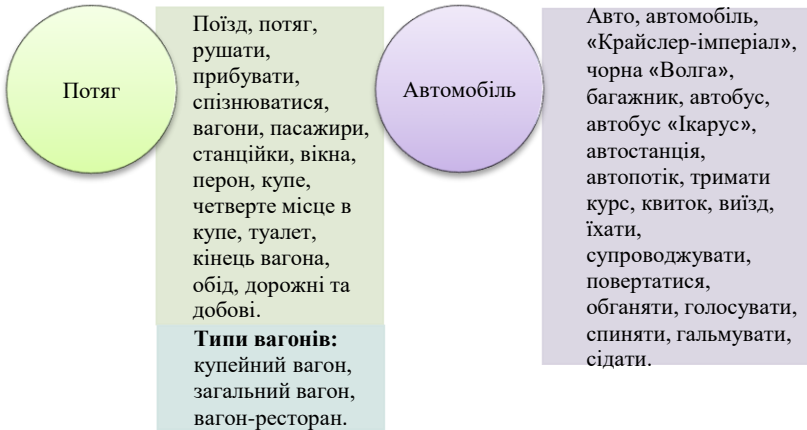 Потяг
Поїзд, потяг,
рушати,
прибувати,
спізнюватися,
вагони, пасажири,
станційки, вікна,
перон, купе,
четверте місце в
купе, туалет,
кінець вагона,
обід, дорожні та
добові.
Типи вагонів:
купейний вагон,
загальний вагон,
вагон-ресторан.
Автомобіль
Авто, автомобіль,
«Крайслер-імперіал»,
чорна «Волга»,
багажник, автобус,
автобус «Ікарус»,
автостанція,
автопотік, тримати
курс, квиток, виїзд,
їхати,
супроводжувати,
повертатися,
обганяти, голосувати,
спиняти, гальмувати,
сідати.